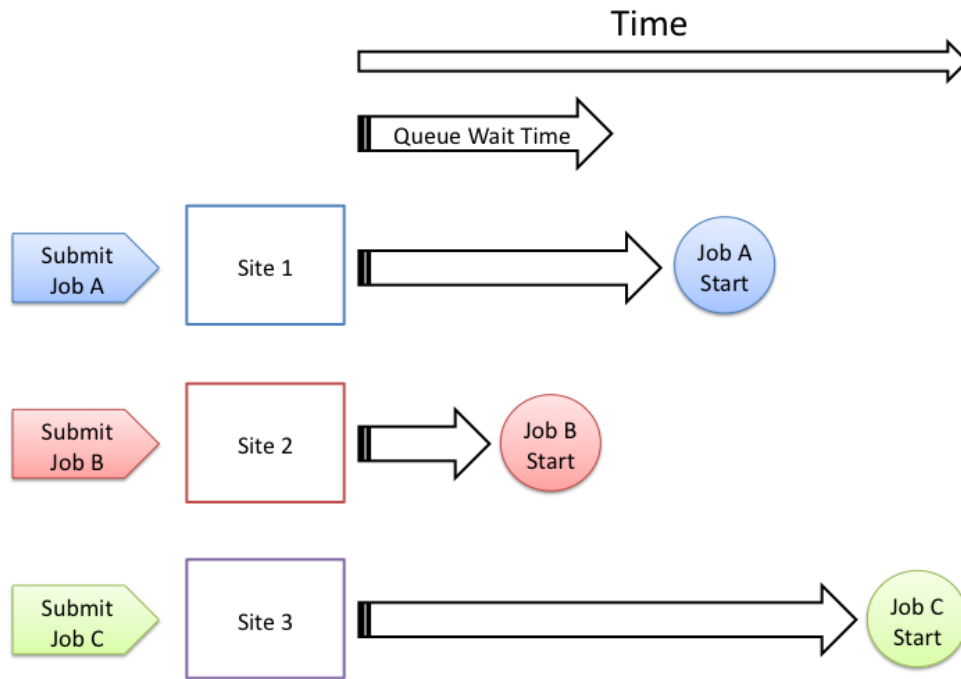 Time
Queue Wait Time
Submit
Job A
Site 1
Job A
Start
Submit
Job B
Site 2
Job B
Start
Submit
Job C
Site 3
Job C
Start